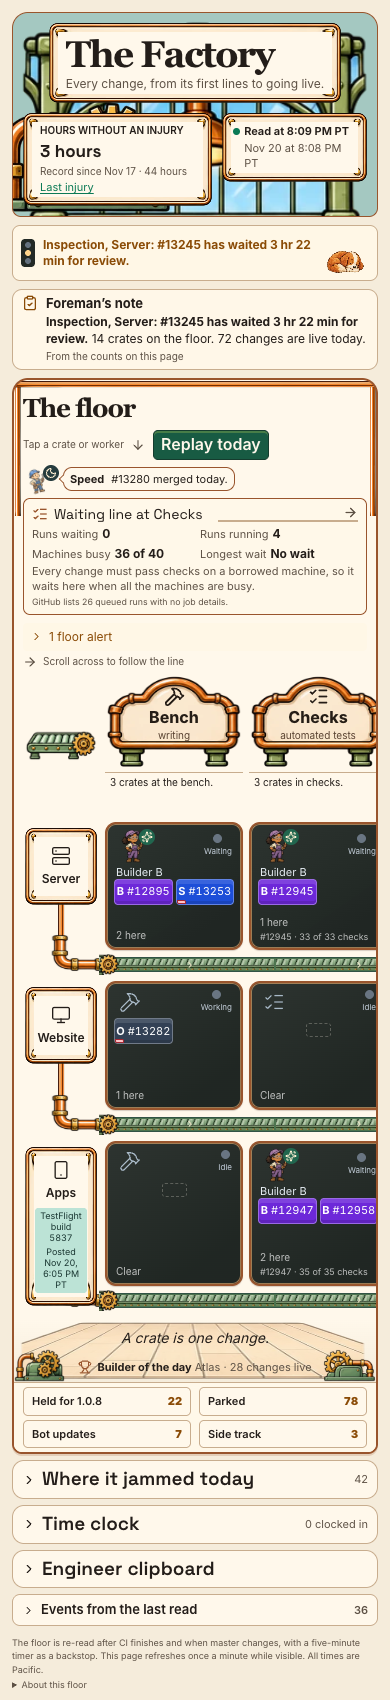 The Factory
Every change, from its first lines to going live.
HOURS WITHOUT AN INJURY
3 hours
Record since Nov 17 · 44 hours
Last injury
Read at 8:09 PM PT
Nov 20 at 8:08 PM
PT
Inspection, Server: #13245 has waited 3 hr 22
min for review.
Foreman's note
Inspection, Server: #13245 has waited 3 hr 22 min for
review. 14 crates on the floor. 72 changes are live today.
From the counts on this page
The floor
Tap a crate or worker ↓ Replay today
Speed #13280 merged today.
Waiting line at Checks →
Runs waiting 0 Runs running 4
Machines busy 36 of 40 Longest wait No wait
Every change must pass checks on a borrowed machine, so it
waits here when all the machines are busy.
GitHub lists 26 queued runs with no job details.
1 floor alert
→ Scroll across to follow the line
Bench
writing
Checks
automated tests
3 crates at the bench.
3 crates in checks.
Server
Waiting
Builder B
B #12895 S #13253
2 here
Waiting
Builder B
B #12945
1 here
#12945 · 33 of 33 checks
Website
Working
O #13282
1 here
Idle
Clear
Apps
TestFlight
build
5837
Posted
Nov 20,
6:05 PM
PT
Idle
Clear
Waiting
Builder B
B #12947 B #12958
2 here
#12947 · 35 of 35 checks
A crate is one change.
Builder of the day Atlas · 28 changes live
Held for 1.0.8 22
Parked 78
Bot updates 7
Side track 3
Where it jammed today 42
Time clock 0 clocked in
Engineer clipboard
Events from the last read 36
The floor is re-read after CI finishes and when master changes, with a five-minute
timer as a backstop. This page refreshes once a minute while visible. All times are
Pacific.
About this floor